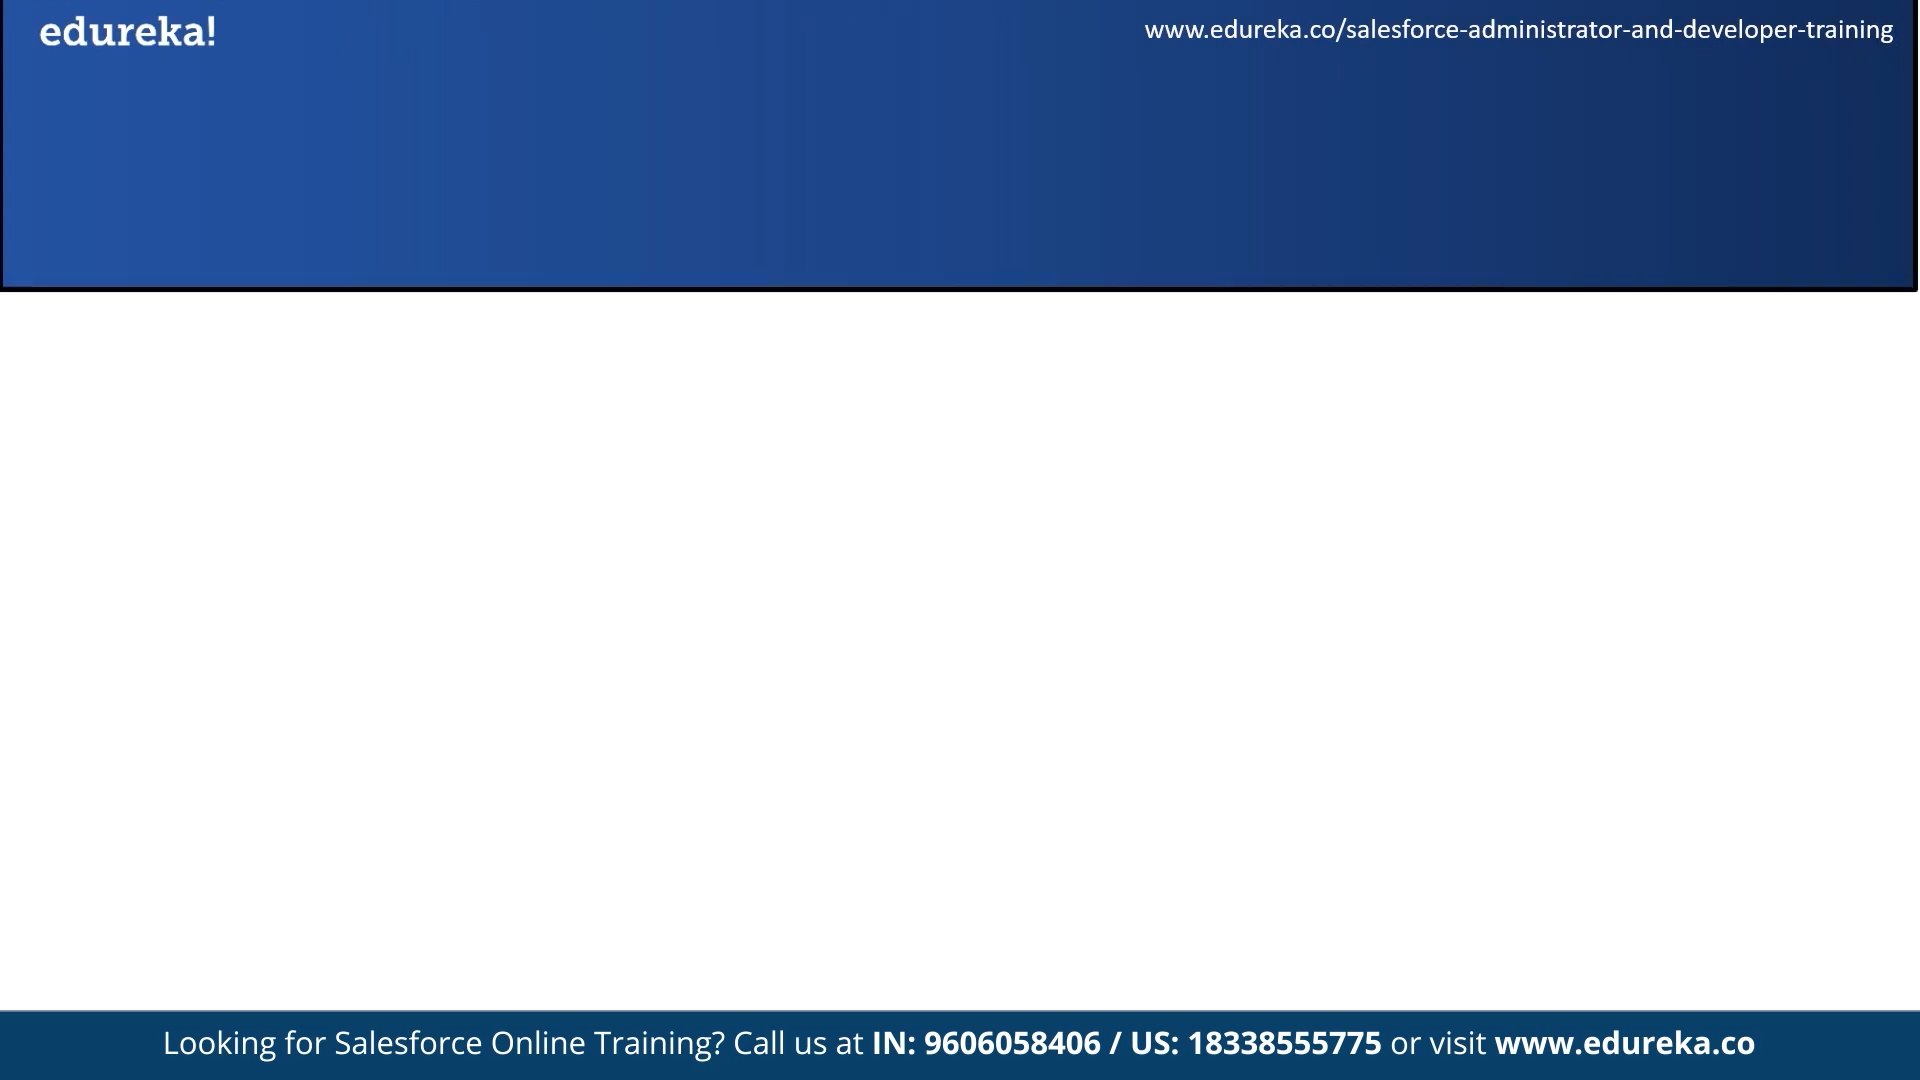 edureka!
www.edureka.co/salesforce-administrator-and-developer-training
Looking for Salesforce Online Training? Call us at IN: 9606058406 / US: 18338555775 or visit www.edureka.co